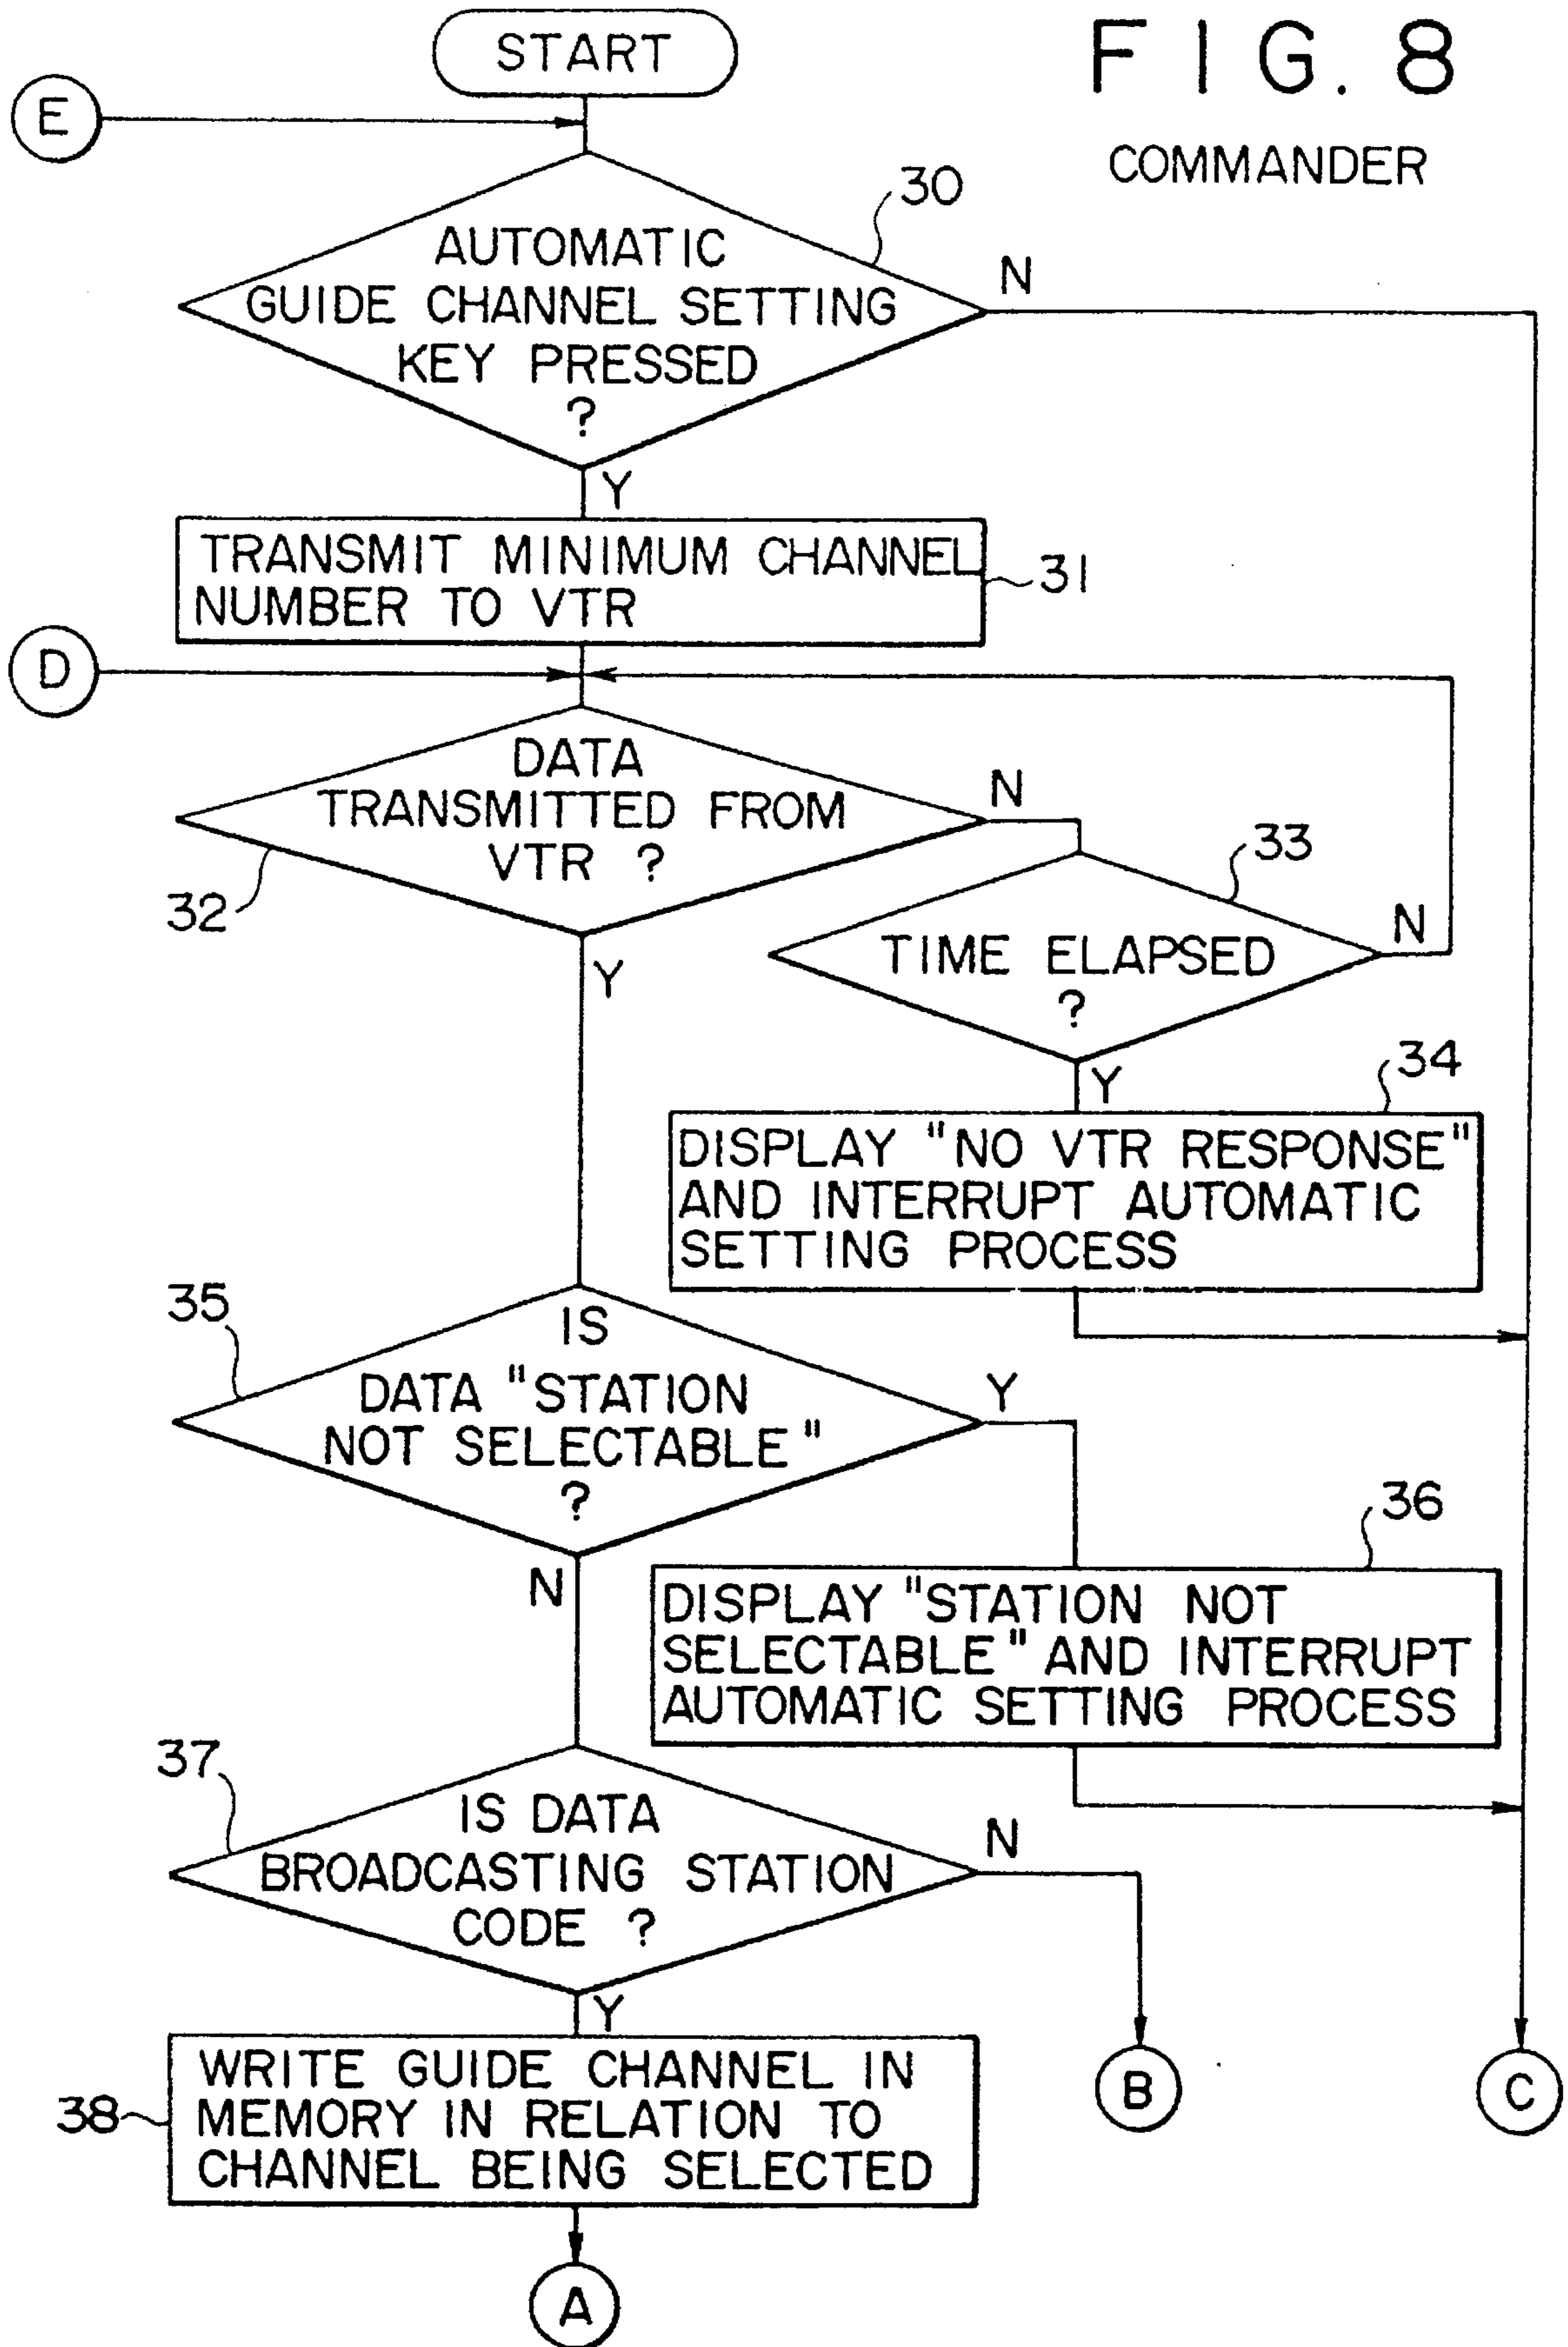 START
FIG. 8
COMMANDER
E
30
AUTOMATIC
GUIDE CHANNEL SETTING
KEY PRESSED
?
N
Y
TRANSMIT MINIMUM CHANNEL
NUMBER TO VTR
31
D
DATA
TRANSMITTED FROM
VTR ?
N
32
Y
33
TIME ELAPSED
?
N
Y
34
DISPLAY "NO VTR RESPONSE"
AND INTERRUPT AUTOMATIC
SETTING PROCESS
35
IS
DATA "STATION
NOT SELECTABLE"
?
Y
N
36
DISPLAY "STATION NOT
SELECTABLE" AND INTERRUPT
AUTOMATIC SETTING PROCESS
37
IS DATA
BROADCASTING STATION
CODE ?
N
Y
38
WRITE GUIDE CHANNEL IN
MEMORY IN RELATION TO
CHANNEL BEING SELECTED
B
C
A